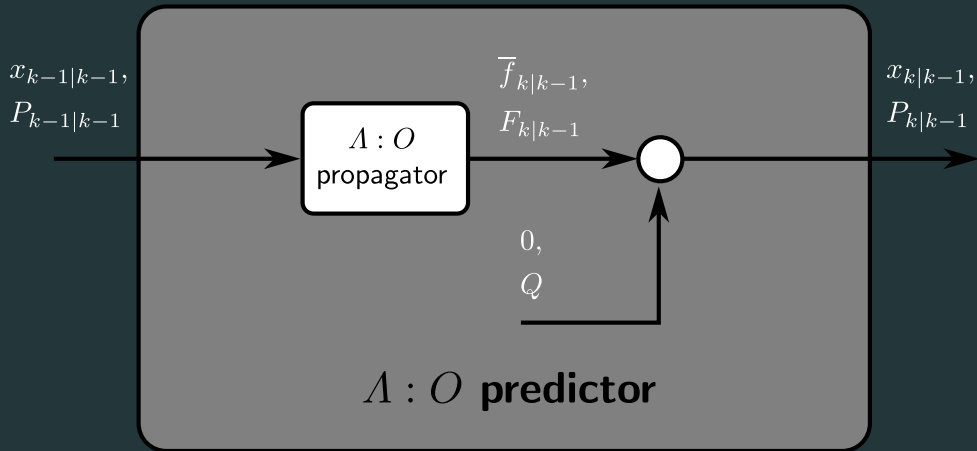 x_{k-1|k-1},
P_{k-1|k-1}
Λ : O
propagator
f̅_{k|k-1},
F_{k|k-1}
0,
Q
x_{k|k-1},
P_{k|k-1}
Λ : O predictor